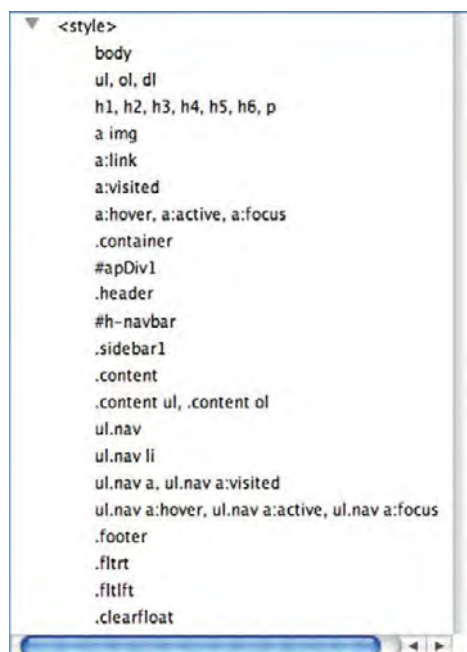 <style>
body
ul, ol, dl
h1, h2, h3, h4, h5, h6, p
a img
a:link
a:visited
a:hover, a:active, a:focus
.container
#apDiv1
.header
#h-navbar
.sidebar1
.content
.content ul, .content ol
ul.nav
ul.nav li
ul.nav a, ul.nav a:visited
ul.nav a:hover, ul.nav a:active, ul.nav a:focus
.footer
.fltrt
.fltlft
.clearfloat